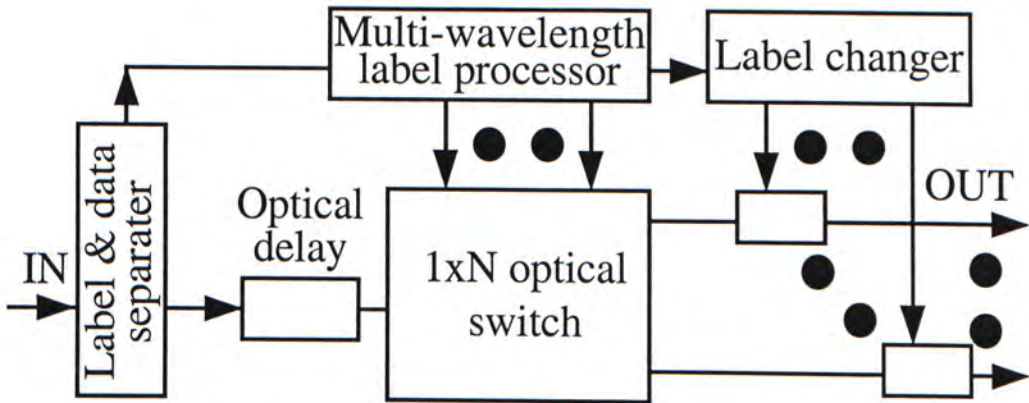 Multi-wavelength
label processor
Label changer
Label & data
separater
Optical
delay
IN
1xN optical
switch
OUT